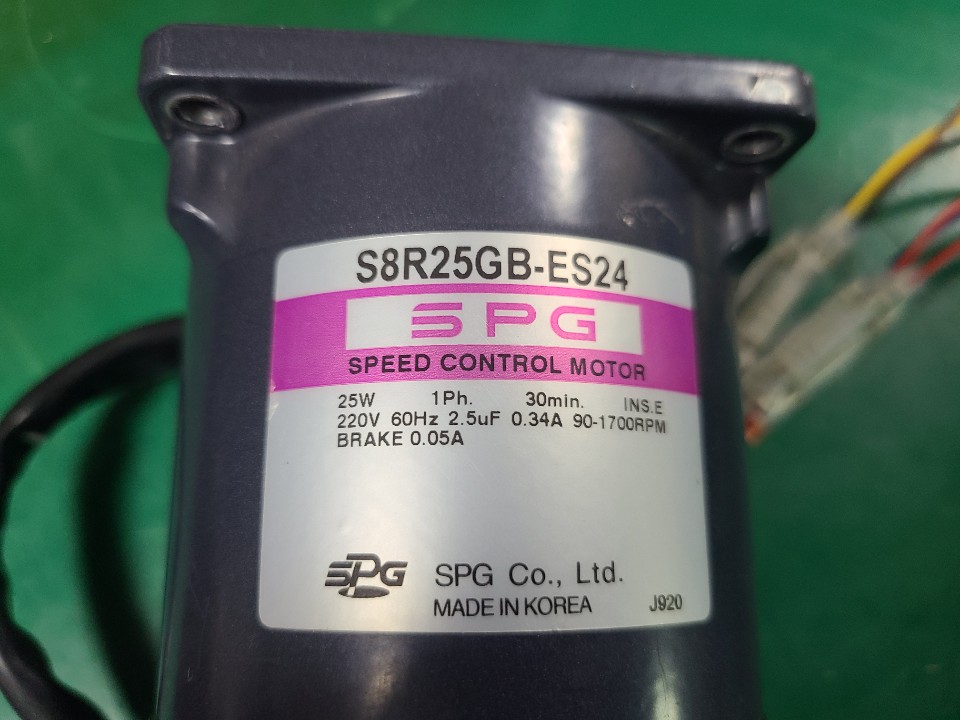 S8R25GB-ES24
SPG
SPEED CONTROL MOTOR
25W 1Ph. 30min. INS.E
220V 60Hz 2.5uF 0.34A 90-1700RPM
BRAKE 0.05A
SPG SPG Co., Ltd.
MADE IN KOREA J920